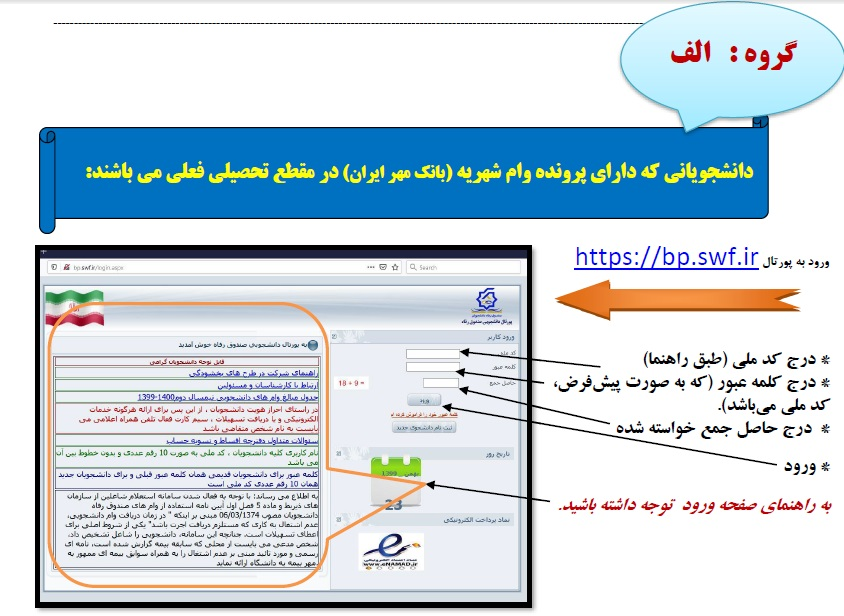 گروه : الف
دانشجویانی که دارای پرونده وام شهریه (بانک مهر ایران) در مقطع تحصیلی فعلی می باشند:
ورود به پورتال https://bp.swf.ir
* درج کد ملی (طبق راهنما)
* درج کلمه عبور (که به صورت پیش‌فرض، کد ملی می‌باشد).
* درج حاصل جمع خواسته شده
* ورود
به راهنمای صفحه ورود توجه داشته باشید.
bp.swf.ir/login.aspx
Search
پورتال دانشجویی صندوق رفاه
به پورتال دانشجویی صندوق رفاه خوش آمدید
قابل توجه دانشجویان گرامی
راهنمای شرکت در طرح های بخشودگی
ارتباط با کارشناسان و مسئولین
جدول مبالغ وام های دانشجویی نیمسال دوم1400-1399
در راستای احراز هویت دانشجویان ، از این پس برای ارائه هرگونه خدمات
الکترونیکی و یا دریافت تسهیلات ، سیم کارت فعال تلفن همراه اعلامی می
بایست به نام شخص متقاضی باشد
سئوالات متداول دفترچه اقساط و تسویه حساب
نام کاربری کلیه دانشجویان ، کد ملی به صورت 10 رقم عددی و بدون خطوط بین آن
می باشد
کلمه عبور برای دانشجویان قدیمی همان کلمه عبور قبلی و برای دانشجویان جدید
همان 10 رقم عددی کد ملی است
به اطلاع می رساند؛ با توجه به فعال شدن سامانه استعلام شاغلین از سازمان
های ذیربط و ماده 5 فصل اول آیین نامه استفاده از وام های صندوق رفاه
دانشجویان مصوب 06/03/1374 مبنی بر اینکه " در زمان دریافت وام دانشجویی،
عدم اشتغال به کاری که مستلزم دریافت اجرت باشد" یکی از شروط اصلی برای
اعطای تسهیلات است، چنانچه این سامانه، دانشجویی را شاغل تشخیص داد،
شخص مدعی می بایست از محلی که سابقه بیمه گزارش شده است، نامه ای
رسمی و مورد تائید مبنی بر عدم اشتغال را به همراه سوابق بیمه ای ممهور به
مهر بیمه به دانشگاه ارائه نماید
ورود کاربر
کد ملی
کلمه عبور
حاصل جمع
18 + 9 =
ورود
کلمه عبور خود را فراموش کرده ام
ثبت نام دانشجوی جدید
تاریخ روز
بهمن 1399
23
نماد پرداخت الکترونیکی
www.eNAMAD.ir